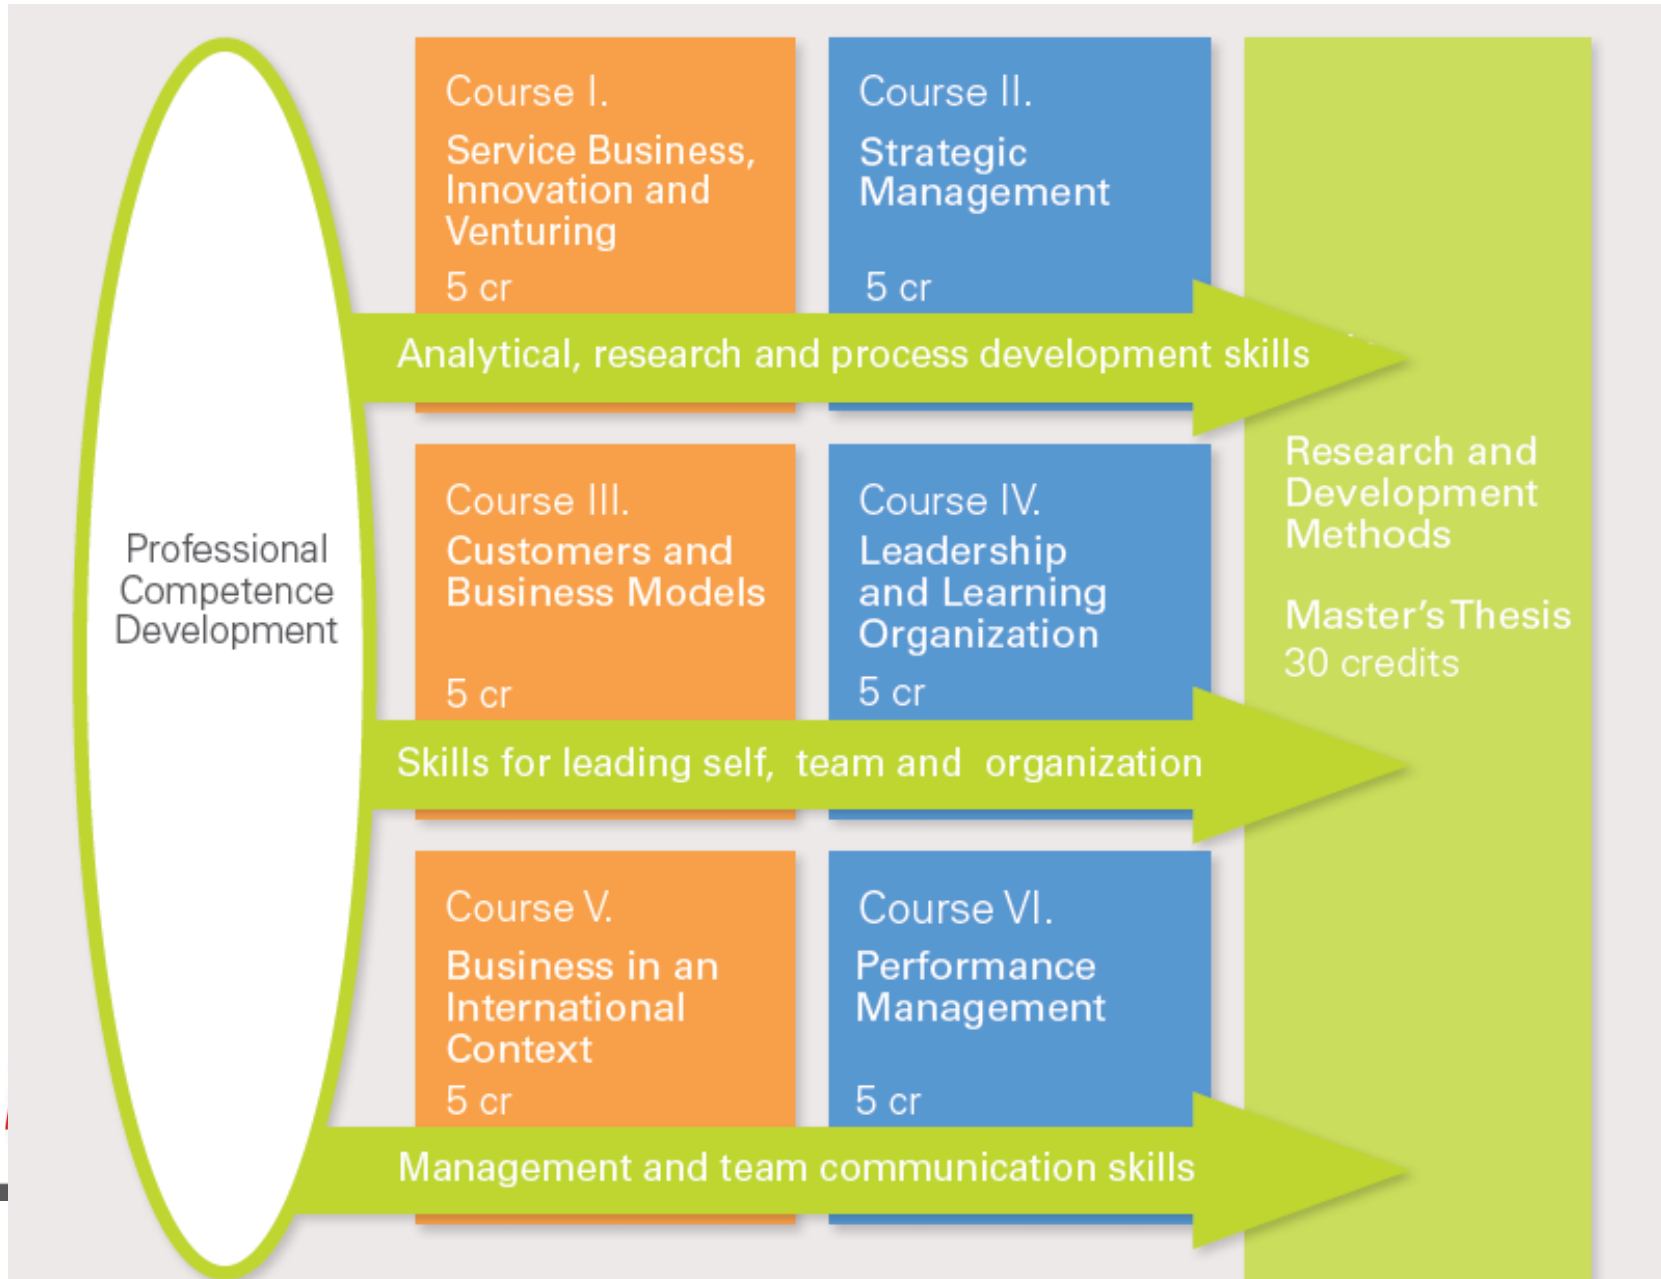 Professional
Competence
Development
Course I.
Service Business,
Innovation and
Venturing
5 cr
Course II.
Strategic
Management
5 cr
Analytical, research and process development skills
Course III.
Customers and
Business Models
5 cr
Course IV.
Leadership
and Learning
Organization
5 cr
Skills for leading self, team and organization
Course V.
Business in an
International
Context
5 cr
Course VI.
Performance
Management
5 cr
Management and team communication skills
Research and
Development
Methods
Master's Thesis
30 credits